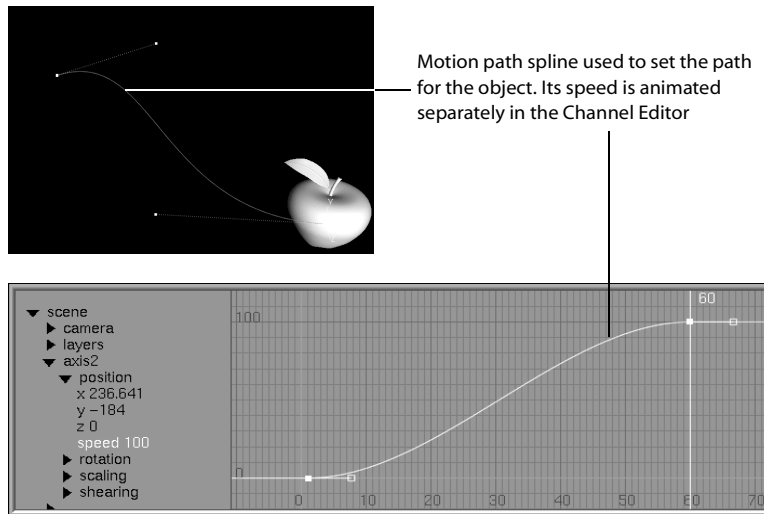 Motion path spline used to set the path
for the object. Its speed is animated
separately in the Channel Editor
Y
scene
camera
layers
axis2
position
x 236.641
y -184
z 0
speed 100
rotation
scaling
shearing
60
100
0
0 10 20 30 40 50 60 70